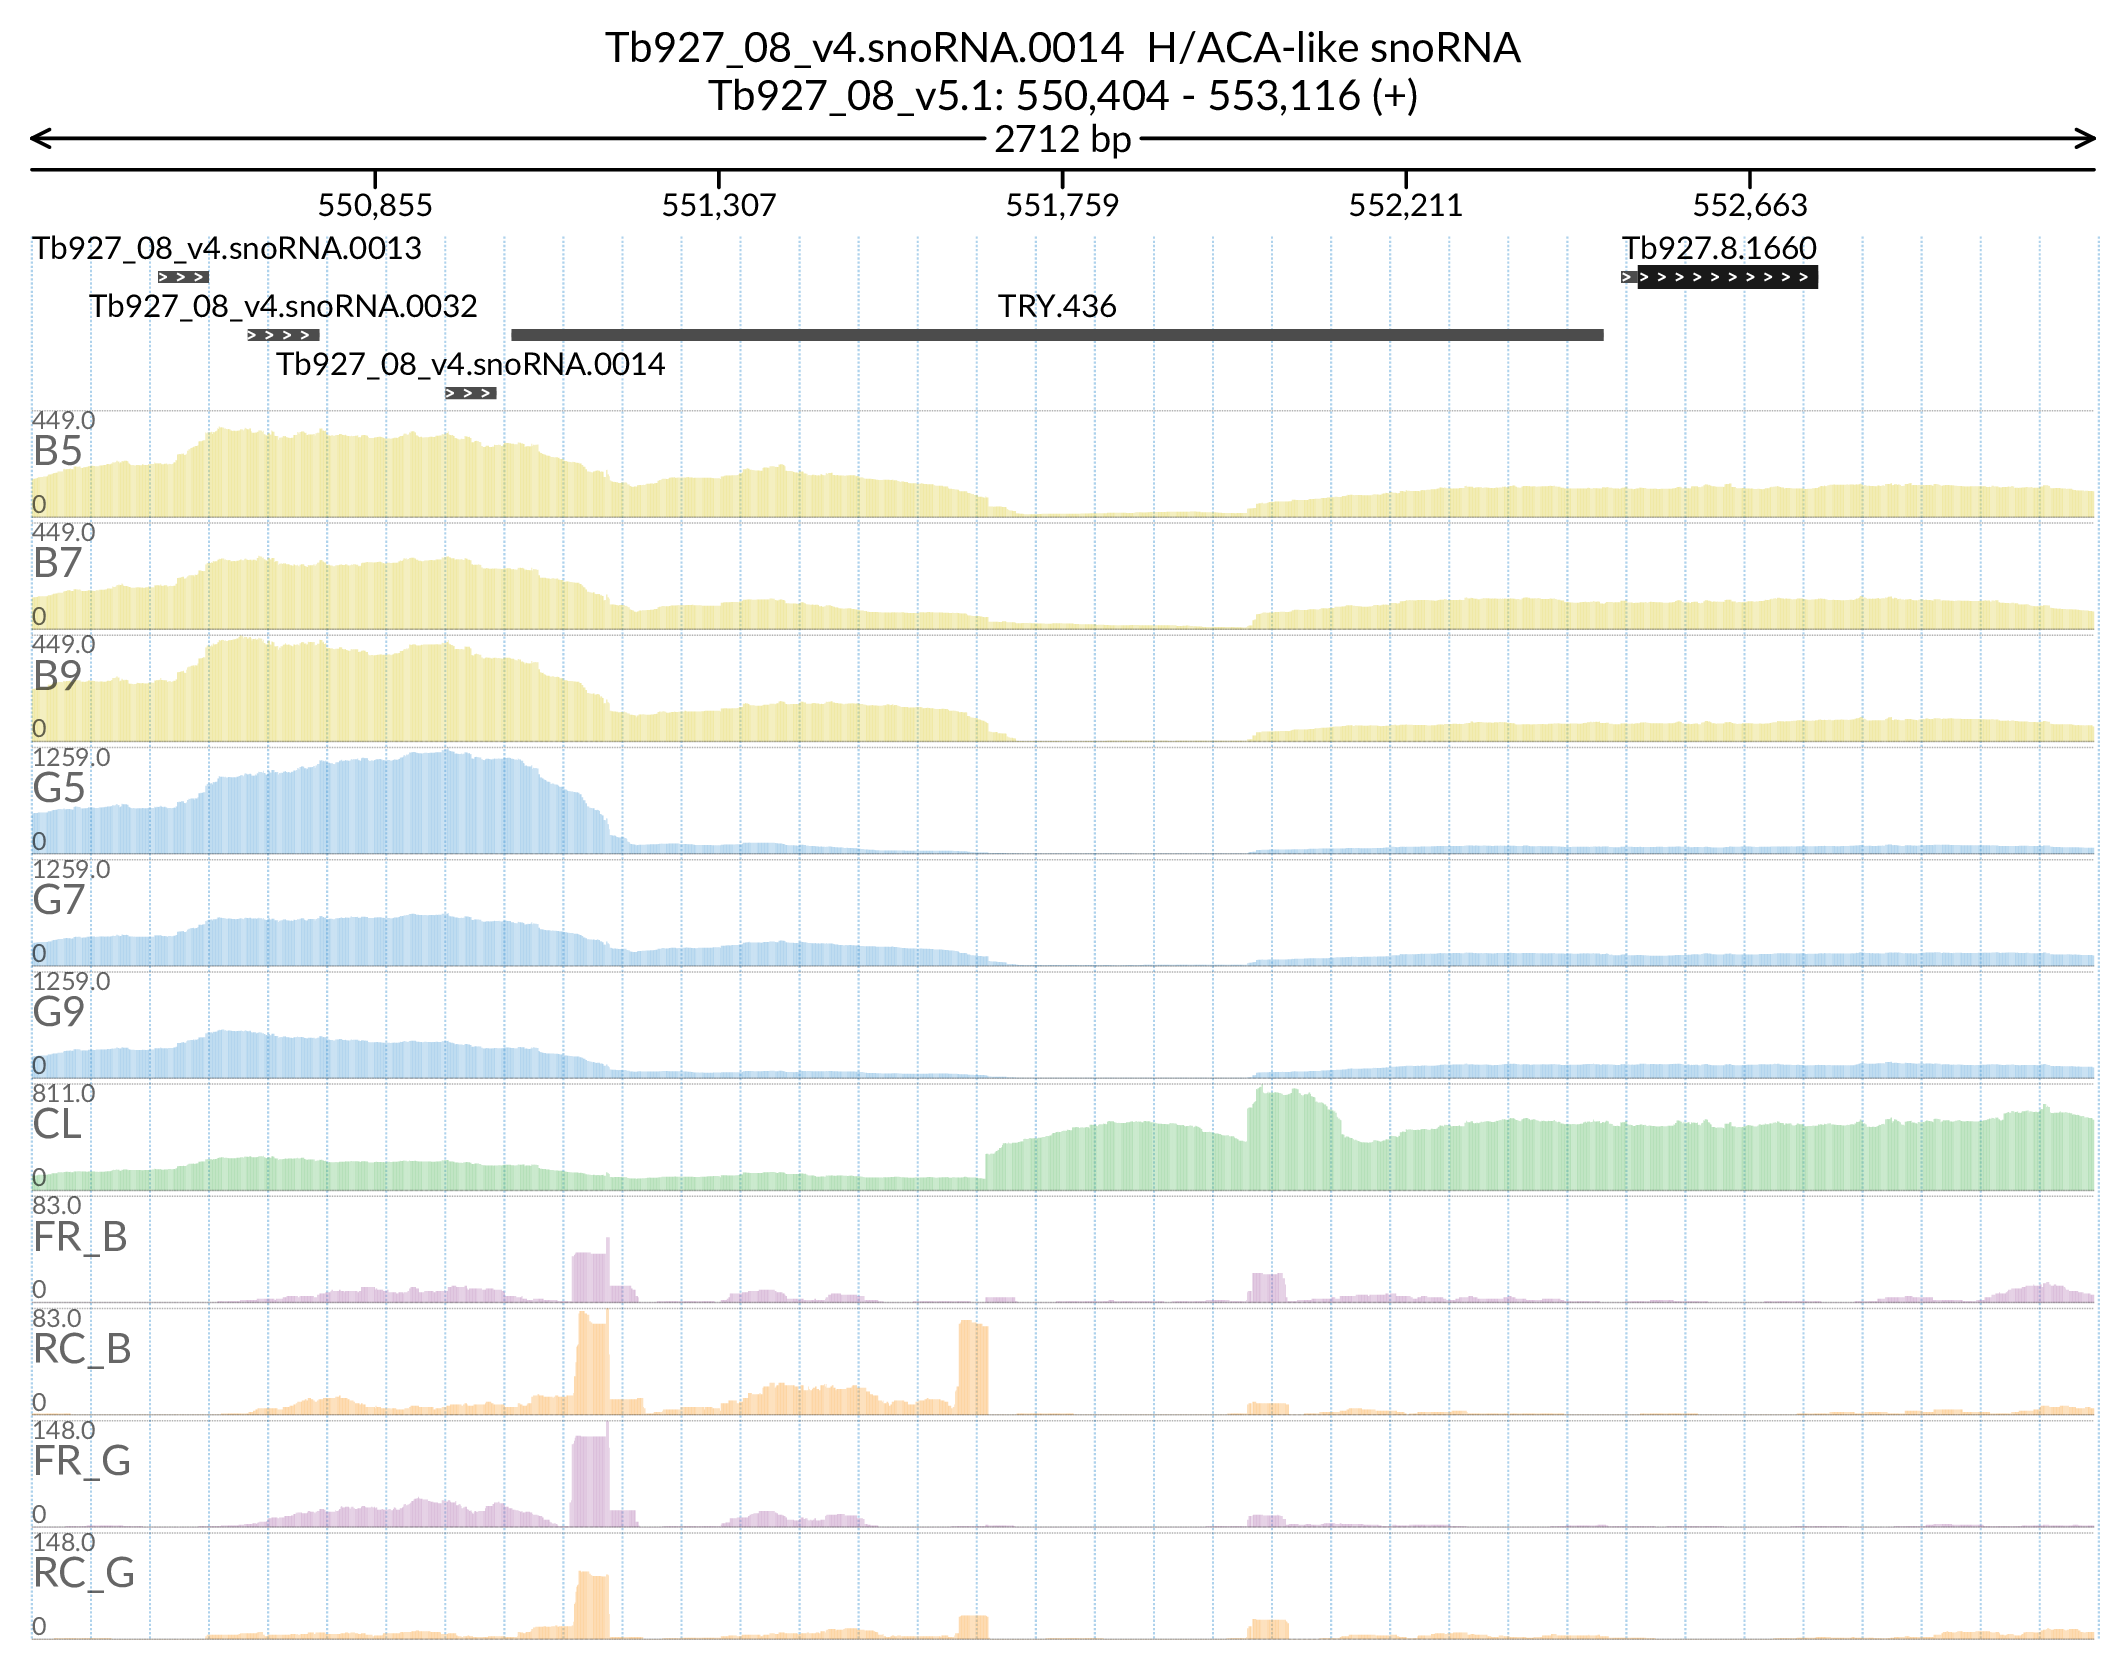 Tb927_08_v4.snoRNA.0014 H/ACA-like snoRNA
Tb927_08_v5.1: 550,404 - 553,116 (+)
2712 bp
550,855 551,307 551,759 552,211 552,663
Tb927_08_v4.snoRNA.0013 Tb927.8.1660
Tb927_08_v4.snoRNA.0032 TRY.436
Tb927_08_v4.snoRNA.0014
449.0
B5
0
449.0
B7
0
449.0
B9
0
1259.0
G5
0
1259.0
G7
0
1259.0
G9
0
811.0
CL
0
83.0
FR_B
0
83.0
RC_B
0
148.0
FR_G
0
148.0
RC_G
0